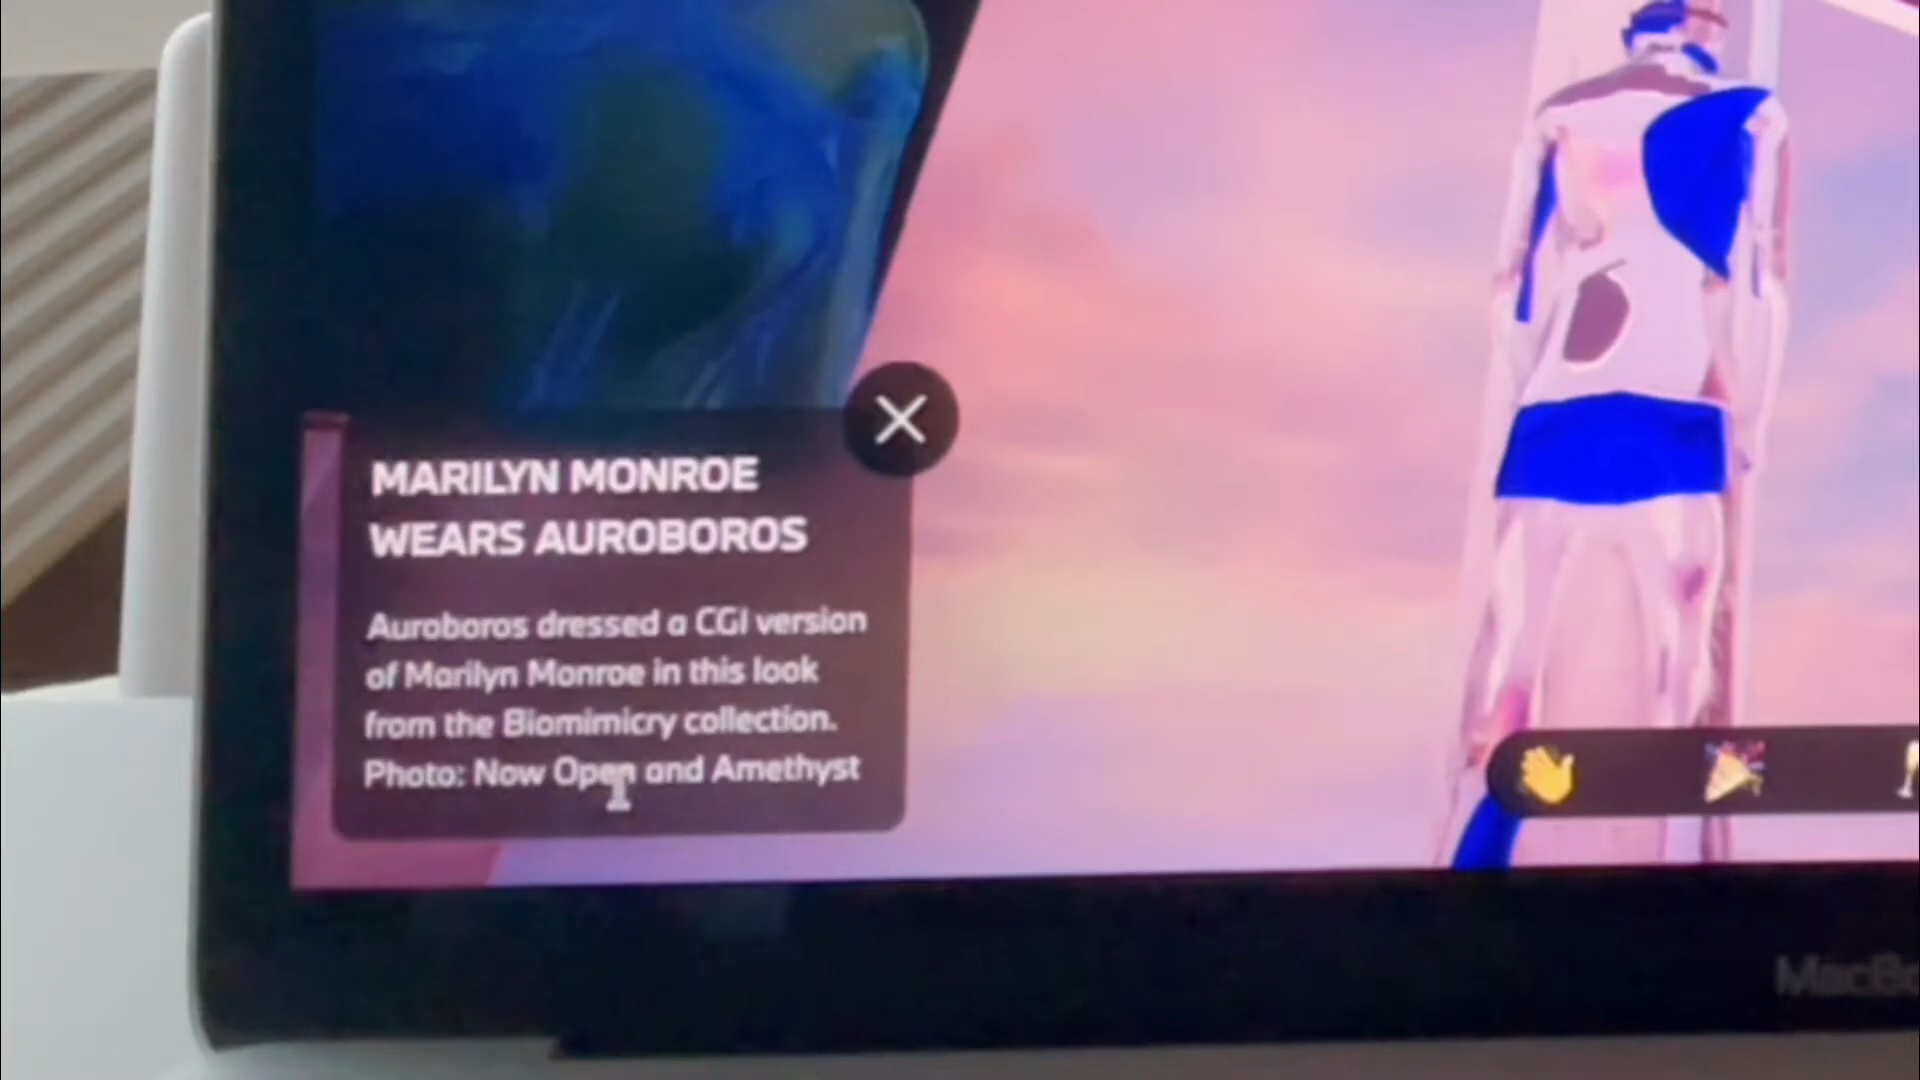 MARILYN MONROE
WEARS AUROBOROS
Auroboros dressed a CGI version
of Marilyn Monroe in this look
from the Biomimicry collection.
Photo: Now Open and Amethyst